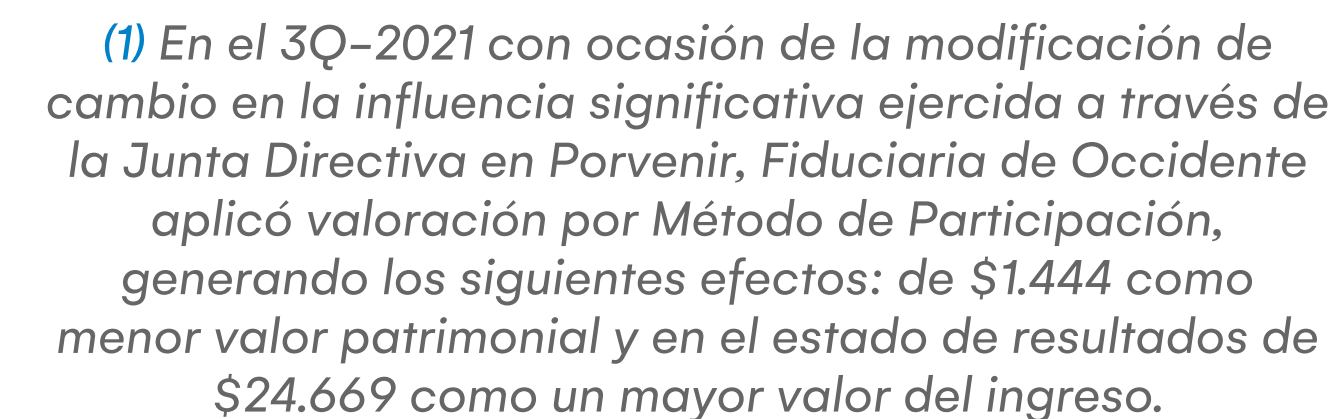 (1) En el 3Q-2021 con ocasión de la modificación de
cambio en la influencia significativa ejercida a través de
la Junta Directiva en Porvenir, Fiduciaria de Occidente
aplicó valoración por Método de Participación,
generando los siguientes efectos: de $1.444 como
menor valor patrimonial y en el estado de resultados de
$24.669 como un mayor valor del ingreso.